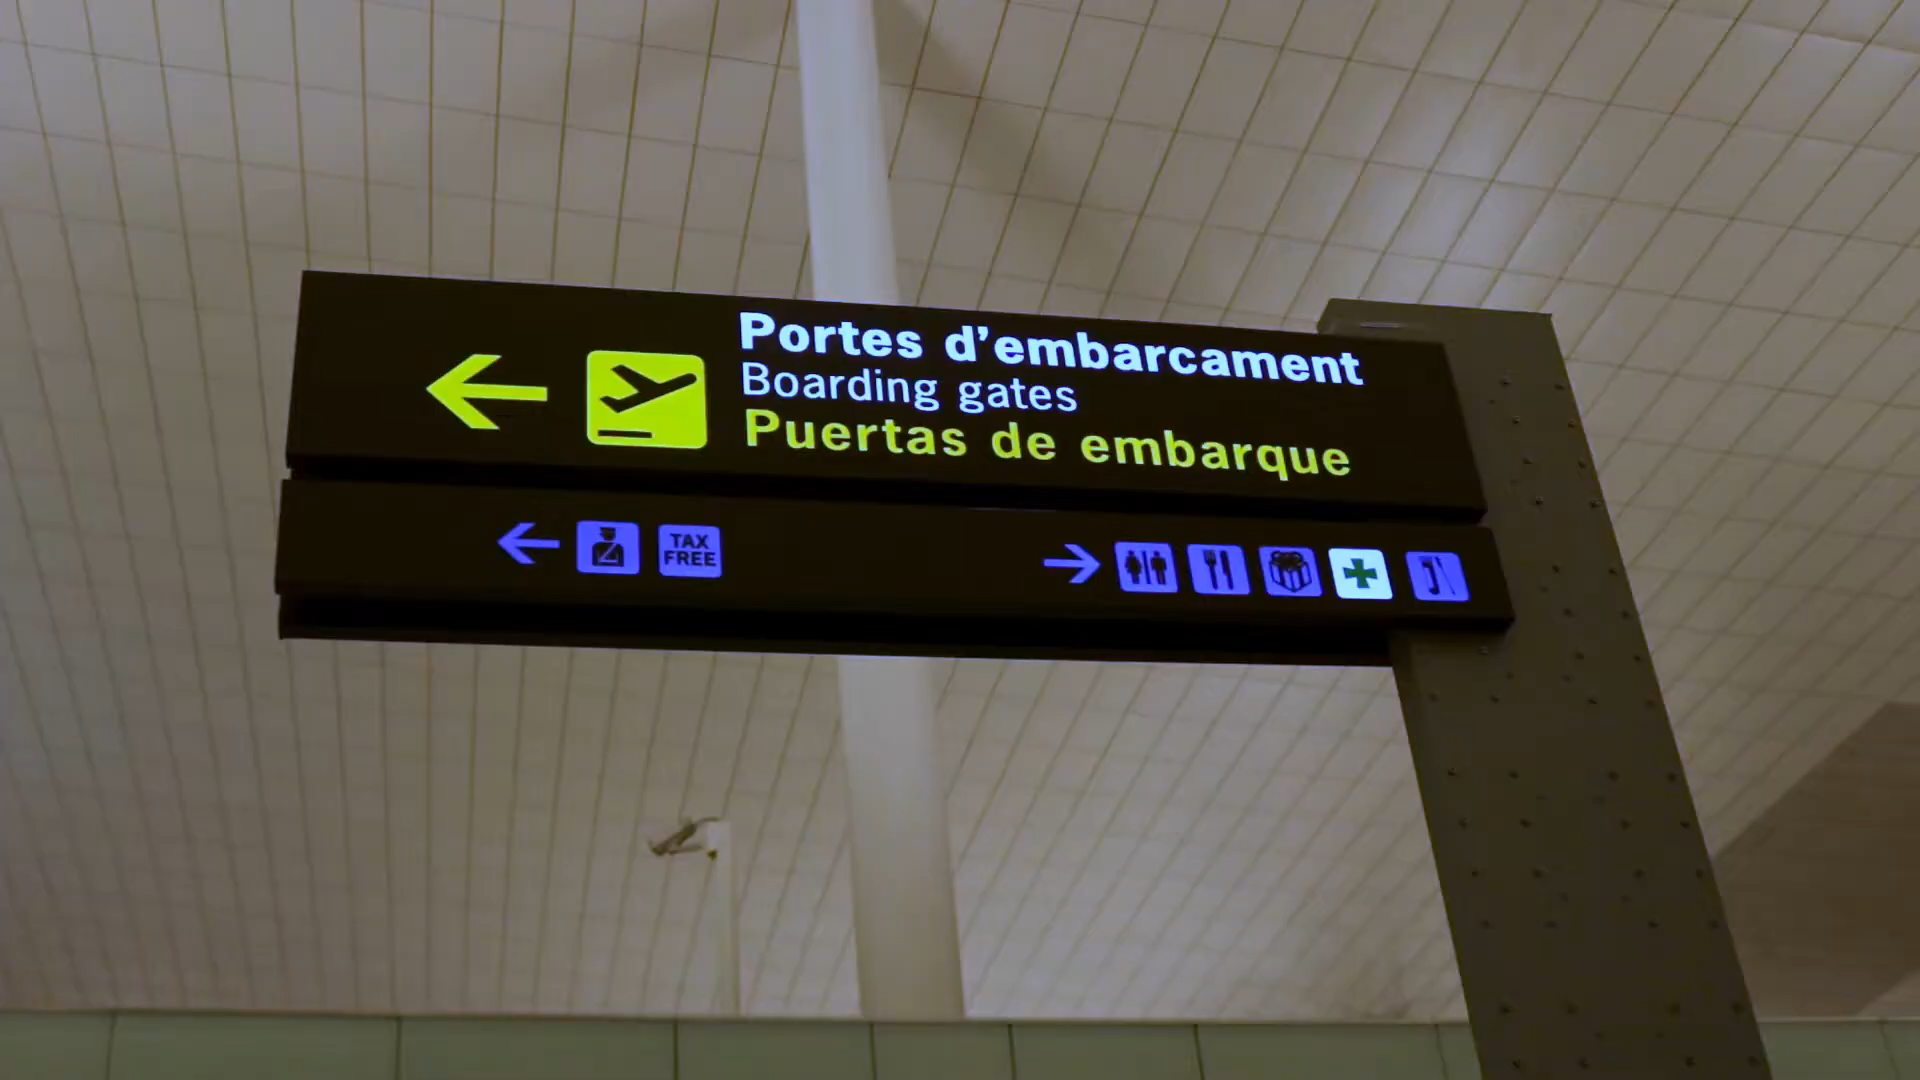 Portes d'embarcament
Boarding gates
Puertas de embarque
TAX
FREE